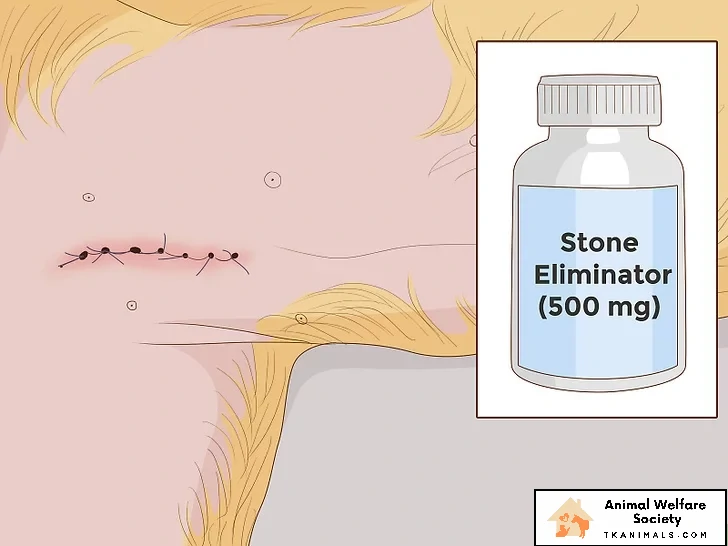 Stone
Eliminator
(500 mg)
Animal Welfare
Society
TKANIMALS.COM